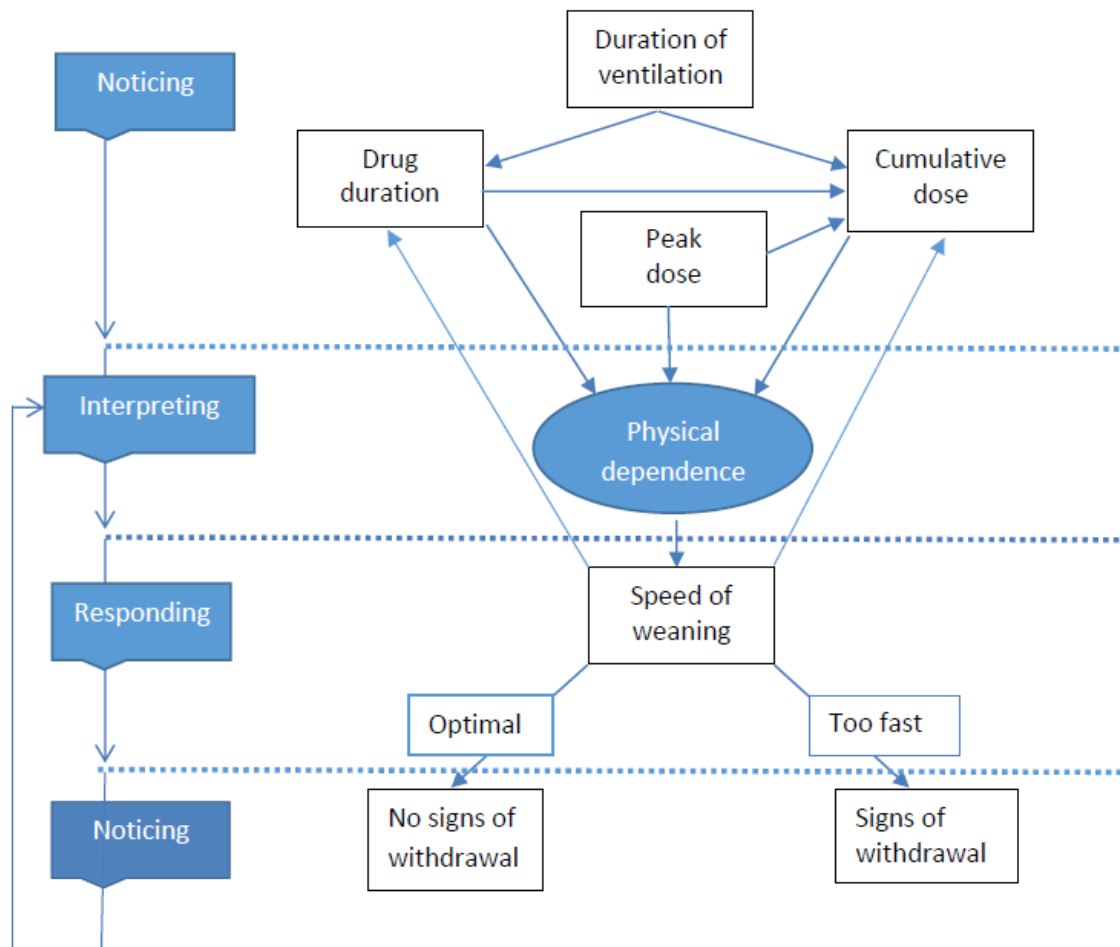 Noticing
Duration of
ventilation
Drug
duration
Cumulative
dose
Peak
dose
Interpreting
Physical
dependence
Responding
Speed of
weaning
Optimal
Too fast
Noticing
No signs of
withdrawal
Signs of
withdrawal